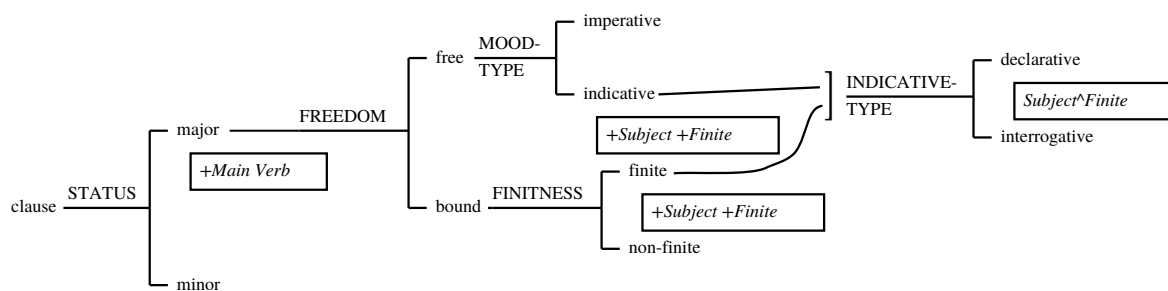 imperative
free MOOD-
TYPE
declarative
indicative
INDICATIVE-
TYPE
Subject^Finite
major FREEDOM
+Subject +Finite
interrogative
+Main Verb
finite
clause STATUS
bound FINITNESS
+Subject +Finite
non-finite
minor